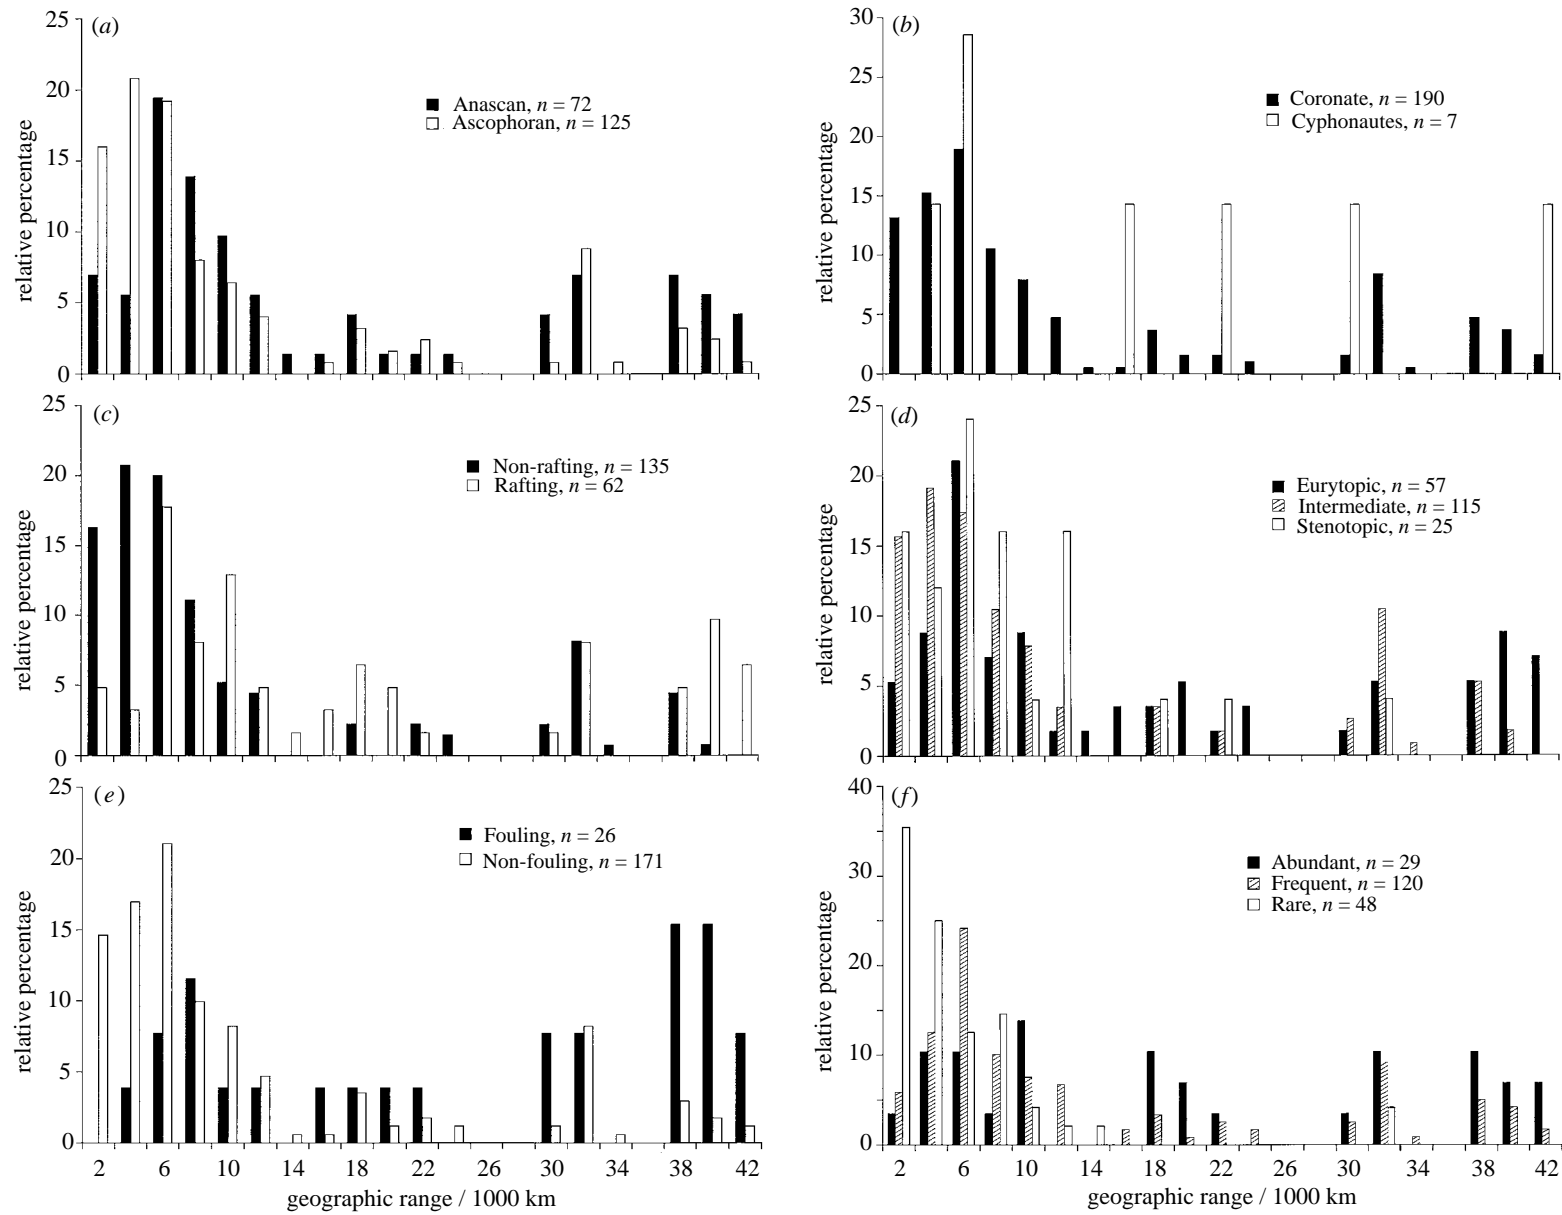 (a)
25
20
15
10
5
0
relative percentage
Anascan, n = 72
Ascophoran, n = 125
(b)
30
25
20
15
10
5
0
relative percentage
Coronate, n = 190
Cyphonautes, n = 7
(c)
25
20
15
10
5
0
relative percentage
Non-rafting, n = 135
Rafting, n = 62
(d)
25
20
15
10
5
0
relative percentage
Eurytopic, n = 57
Intermediate, n = 115
Stenotopic, n = 25
(e)
25
20
15
10
5
0
relative percentage
Fouling, n = 26
Non-fouling, n = 171
2 6 10 14 18 22 26 30 34 38 42
geographic range / 1000 km
(f)
40
30
20
10
0
relative percentage
Abundant, n = 29
Frequent, n = 120
Rare, n = 48
2 6 10 14 18 22 26 30 34 38 42
geographic range / 1000 km